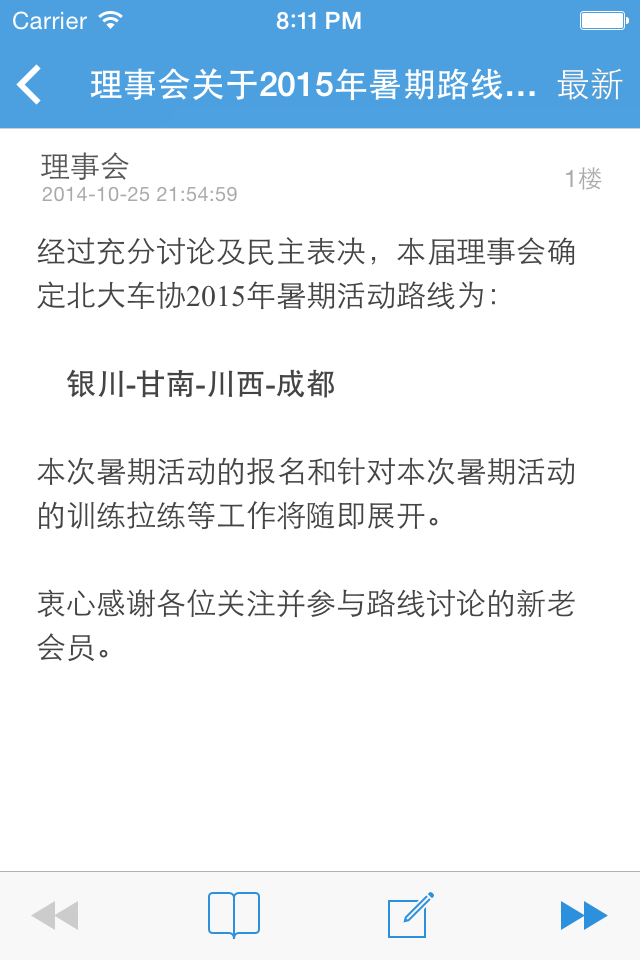 Carrier 8:11 PM
理事会关于2015年暑期路线... 最新
理事会
1楼
2014-10-25 21:54:59
经过充分讨论及民主表决，本届理事会确
定北大车协2015年暑期活动路线为：
银川-甘南-川西-成都
本次暑期活动的报名和针对本次暑期活动
的训练拉练等工作将随即展开。
衷心感谢各位关注并参与路线讨论的新老
会员。